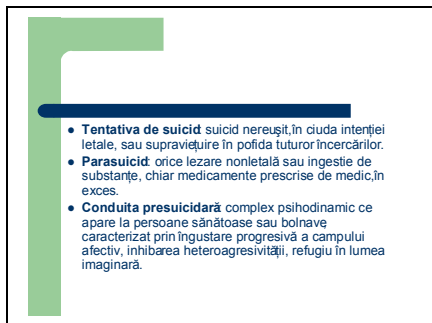 Tentativa de suicid: suicid nereuşit,în ciuda intenţiei
letale, sau supravieţuire în pofida tuturor încercărilor.
Parasuicid: orice lezare nonletală sau ingestie de
substanţe, chiar medicamente prescrise de medic,în
exces.
Conduita presuicidară: complex psihodinamic ce
apare la persoane sănătoase sau bolnave,
caracterizat prin îngustare progresivă a campului
afectiv, inhibarea heteroagresivităţii, refugiu în lumea
imaginară.